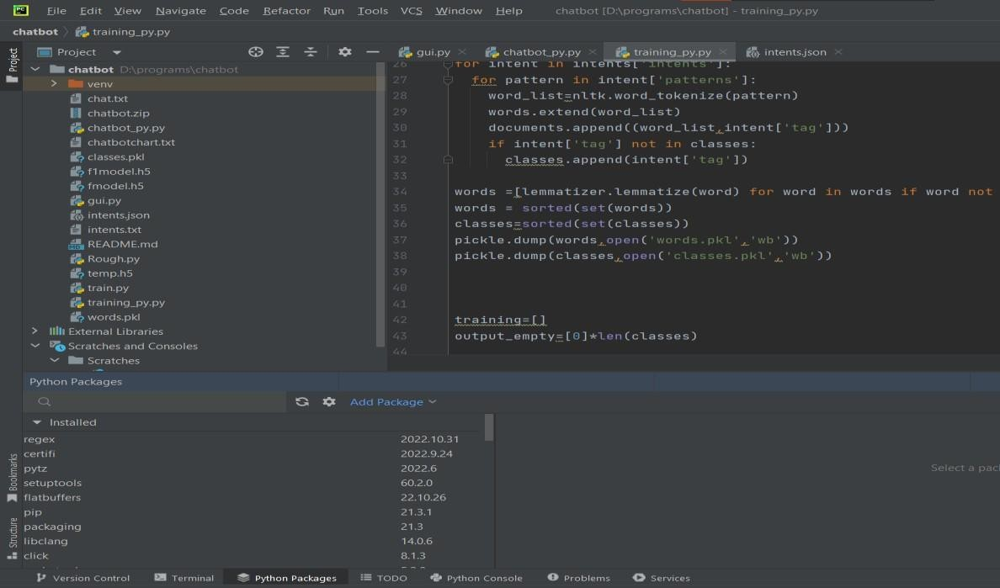 PC File Edit View Navigate Code Refactor Run Tools VCS Window Help chatbot [D:\programs\chatbot] - training_py.py
chatbot training_py.py
Project
Project
gui.py chatbot_py.py training_py.py intents.json
chatbot D:\programs\chatbot
venv
chat.txt
chatbot.zip
chatbot_py.py
chatbotchart.txt
classes.pkl
f1model.h5
fmodel.h5
gui.py
intents.json
intents.txt
README.md
Rough.py
temp.h5
train.py
training_py.py
words.pkl
External Libraries
Scratches and Consoles
Scratches
26 for intent in intents['intents']:
27 for pattern in intent['patterns']:
28 word_list=nltk.word_tokenize(pattern)
29 words.extend(word_list)
30 documents.append((word_list,intent['tag']))
31 if intent['tag'] not in classes:
32 classes.append(intent['tag'])
33
34 words =[lemmatizer.lemmatize(word) for word in words if word not
35 words = sorted(set(words))
36 classes=sorted(set(classes))
37 pickle.dump(words,open('words.pkl','wb'))
38 pickle.dump(classes,open('classes.pkl','wb'))
39
40
41
42 training=[]
43 output_empty=[0]*len(classes)
44
Python Packages
Add Package
Installed
regex 2022.10.31
certifi 2022.9.24
pytz 2022.6
setuptools 60.2.0
flatbuffers 22.10.26
pip 21.3.1
packaging 21.3
libclang 14.0.6
click 8.1.3
Select a pac
Bookmarks
Structure
Version Control Terminal Python Packages TODO Python Console Problems Services